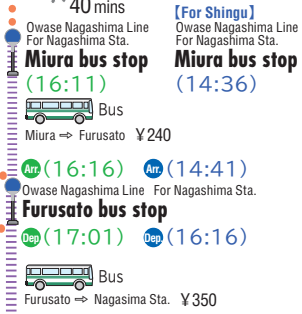 40 mins
【For Shingu】
Owase Nagashima Line Owase Nagashima Line
For Nagashima Sta. For Nagashima Sta.
Miura bus stop Miura bus stop
(16:11) (14:36)
Bus
Miura ⇨ Furusato ¥240
Arr. (16:16) Arr. (14:41)
Owase Nagashima Line For Nagashima Sta.
Furusato bus stop
Dep. (17:01) Dep. (16:16)
Bus
Furusato ⇨ Nagasima Sta. ¥350